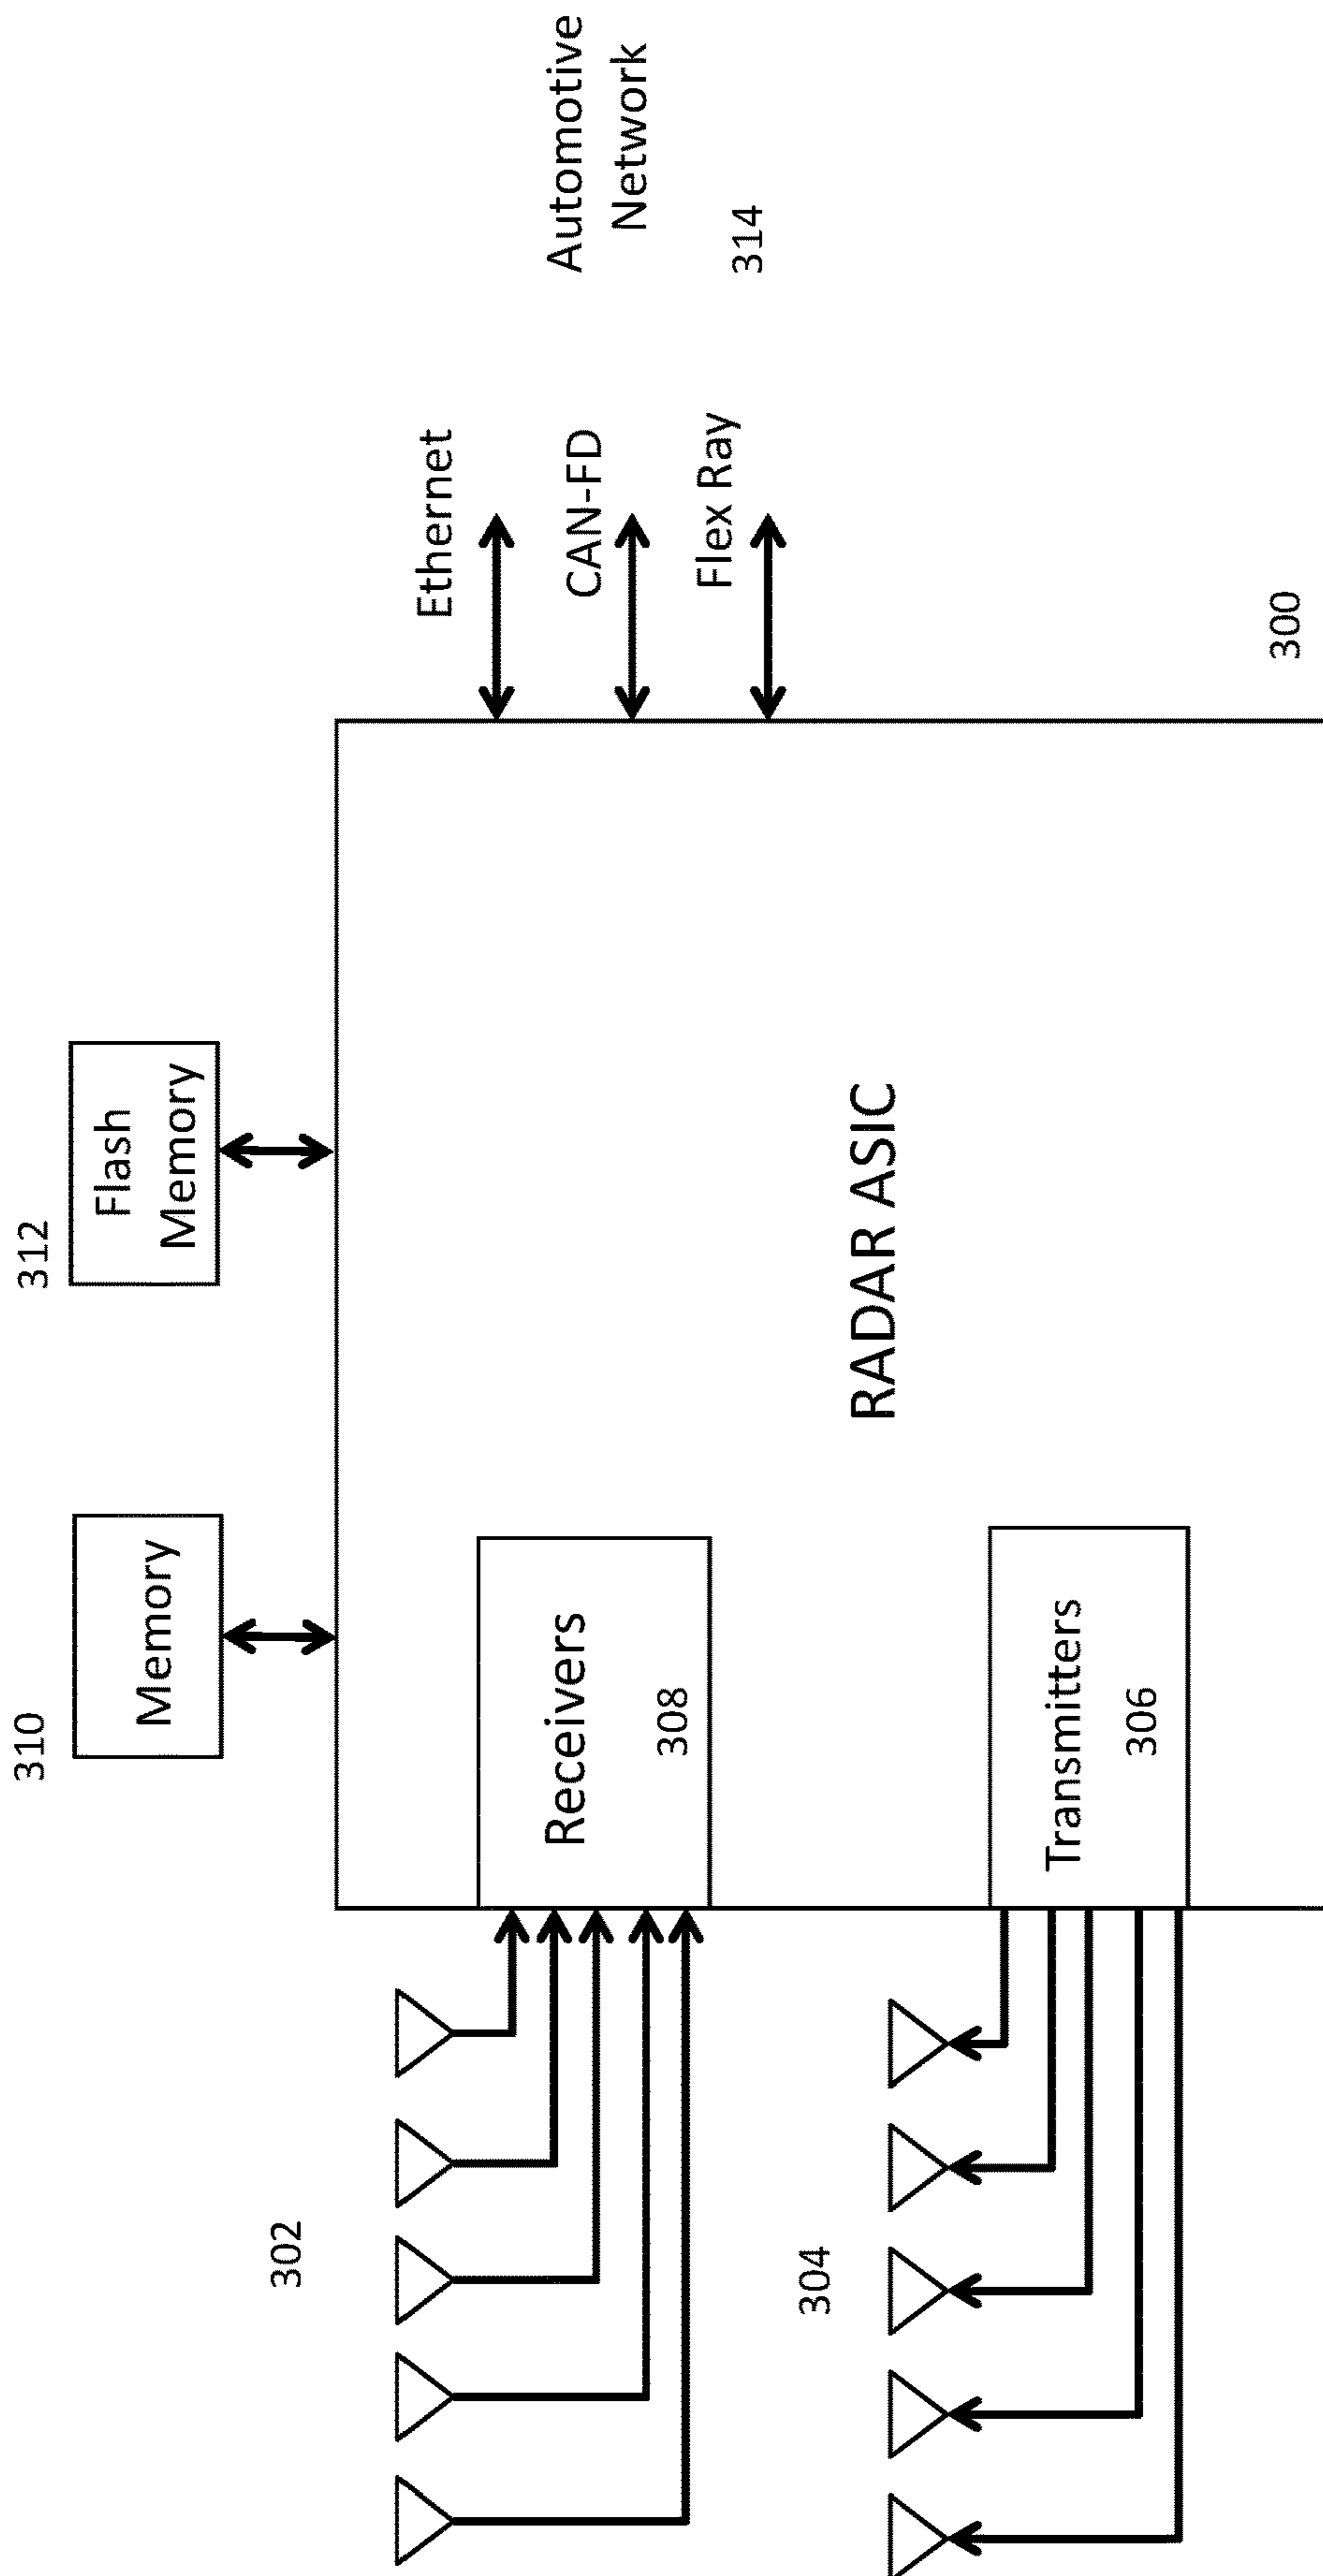 310
Memory
312
Flash
Memory
302
Receivers
308
Ethernet
CAN-FD
Flex Ray
Automotive
Network
314
RADAR ASIC
304
Transmitters
306
300